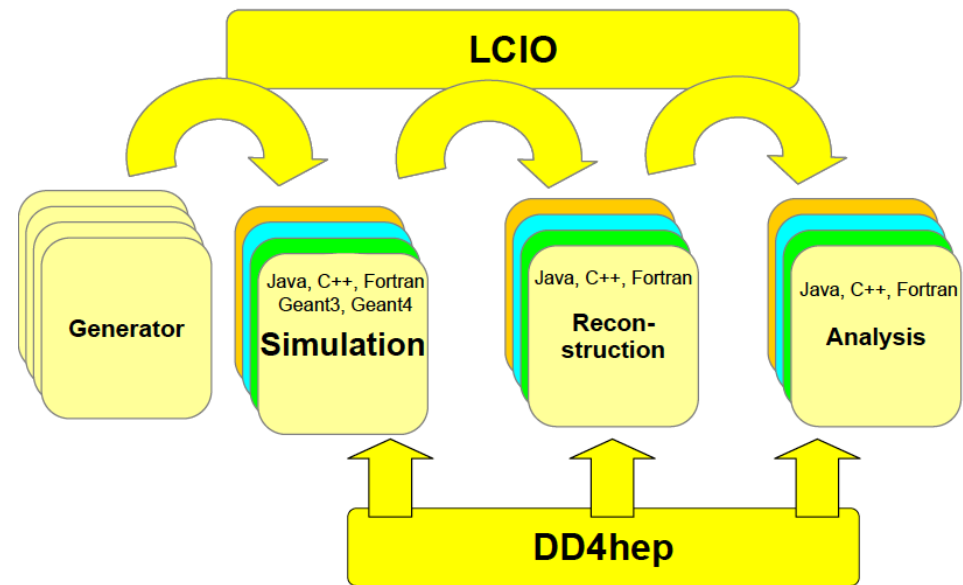 LCIO
Generator
Java, C++, Fortran
Geant3, Geant4
Simulation
Java, C++, Fortran
Recon-
struction
Java, C++, Fortran
Analysis
DD4hep